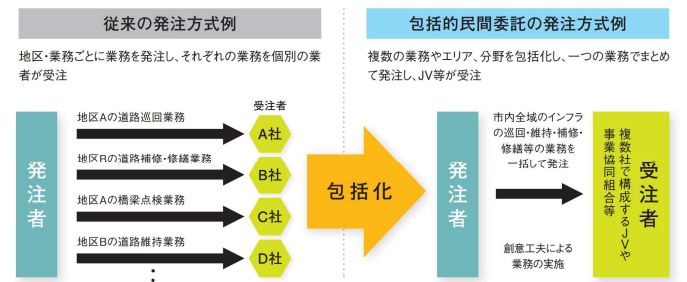 従来の発注方式例
地区・業務ごとに業務を発注し、それぞれの業務を個別の業
者が受注
発注者
受注者
地区Aの道路巡回業務
A社
地区Bの道路補修・修繕業務
B社
地区Aの橋梁点検業務
C社
地区Bの道路維持業務
D社
包括化
包括的民間委託の発注方式例
複数の業務やエリア、分野を包括化し、一つの業務でまとめ
て発注し、JV等が受注
発注者
市内全域のインフラ
の巡回・維持・補修・
修繕等の業務を
一括して発注
創意工夫による
業務の実施
受注者
複数社で構成するJVや
事業協同組合等